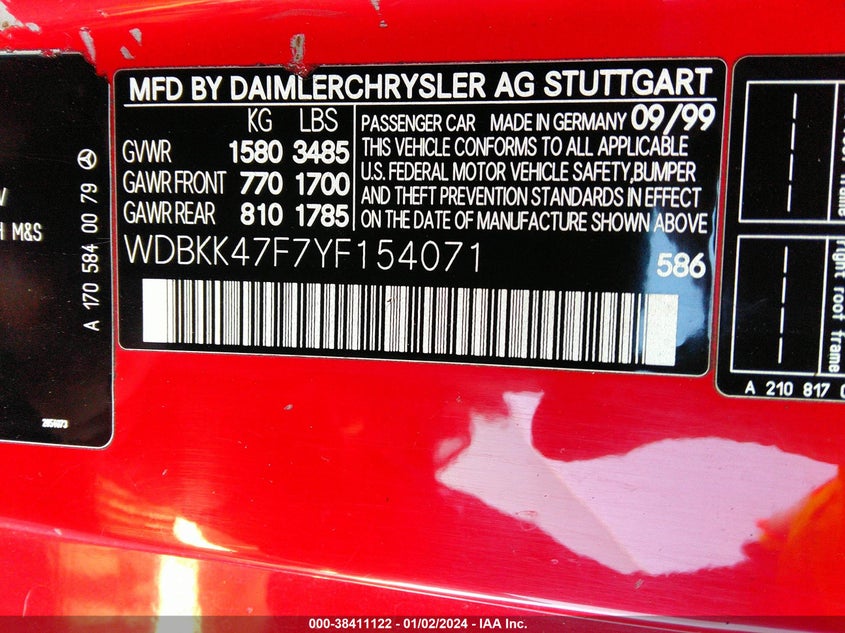 MFD BY DAIMLERCHRYSLER AG STUTTGART
KG LBS
GVWR 1580 3485
GAWR FRONT 770 1700
GAWR REAR 810 1785
PASSENGER CAR MADE IN GERMANY 09/99
THIS VEHICLE CONFORMS TO ALL APPLICABLE
U.S. FEDERAL MOTOR VEHICLE SAFETY,BUMPER
AND THEFT PREVENTION STANDARDS IN EFFECT
ON THE DATE OF MANUFACTURE SHOWN ABOVE
WDBKK47F7YF154071
586
M&S
A 170 584 00 79
right roof frame
A 210 817
000-38411122 - 01/02/2024 - IAA Inc.